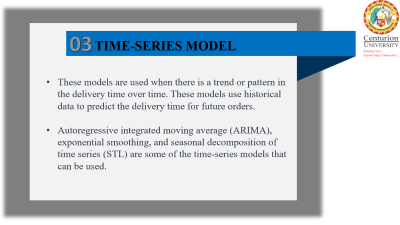 03 TIME-SERIES MODEL
Centurion
UNIVERSITY
Shaping Lives...
Empowering Communities...
• These models are used when there is a trend or pattern in
the delivery time over time. These models use historical
data to predict the delivery time for future orders.
• Autoregressive integrated moving average (ARIMA),
exponential smoothing, and seasonal decomposition of
time series (STL) are some of the time-series models that
can be used.